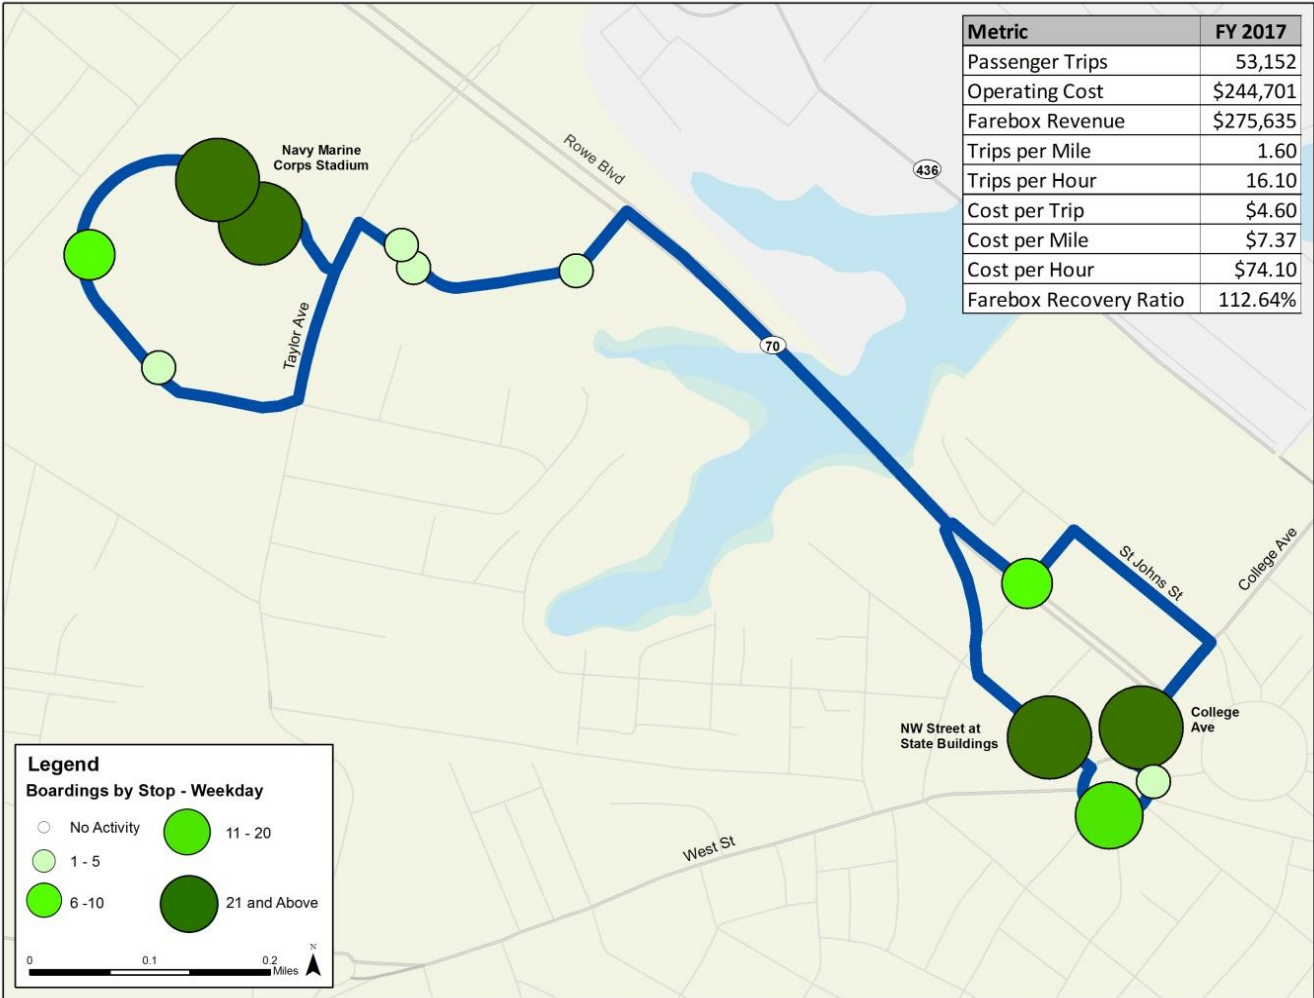 Metric FY 2017
Passenger Trips 53,152
Operating Cost $244,701
Farebox Revenue $275,635
Trips per Mile 1.60
Trips per Hour 16.10
Cost per Trip $4.60
Cost per Mile $7.37
Cost per Hour $74.10
Farebox Recovery Ratio 112.64%
Navy Marine
Corps Stadium
Rowe Blvd
436
Taylor Ave
70
St Johns St
College Ave
NW Street at
State Buildings
College
Ave
West St
Legend
Boardings by Stop - Weekday
No Activity
11 - 20
1 - 5
6 -10
21 and Above
0 0.1 0.2
Miles
N